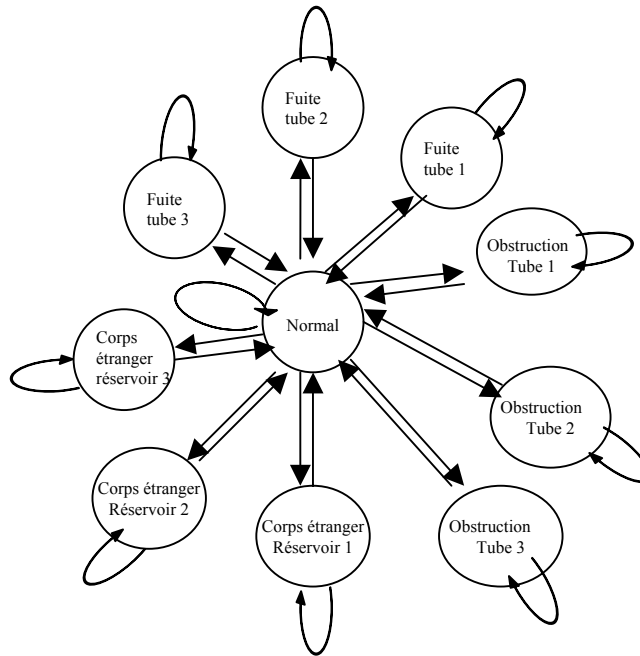 Fuite
tube 2
Fuite
tube 1
Fuite
tube 3
Obstruction
Tube 1
Normal
Corps
étranger
réservoir 3
Obstruction
Tube 2
Corps étranger
Réservoir 2
Corps étranger
Réservoir 1
Obstruction
Tube 3